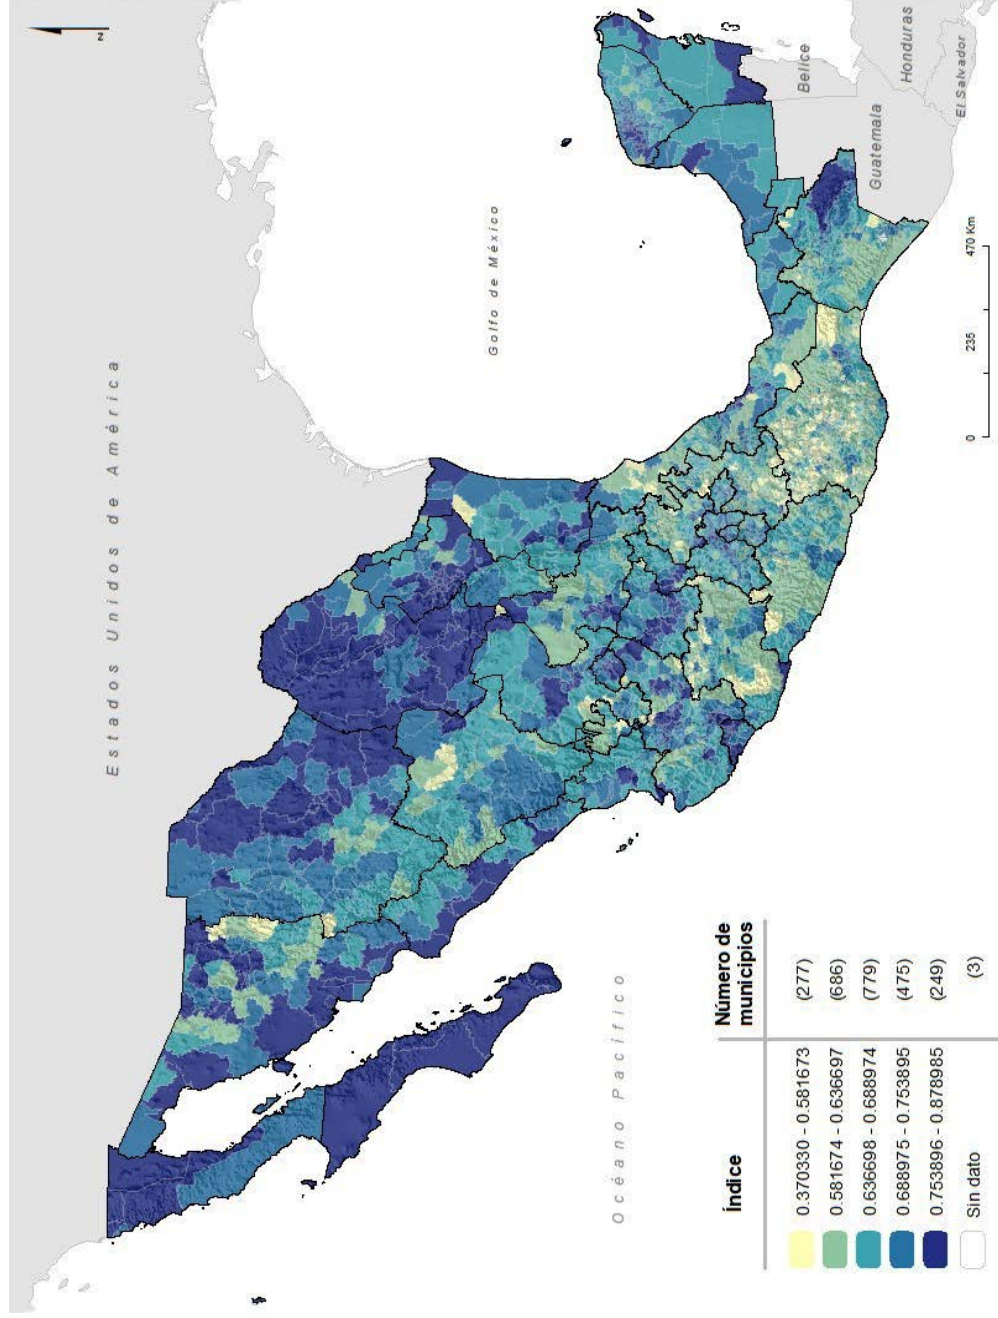 N
Estados Unidos de América
Golfo de México
Océano Pacífico
Belice
Guatemala
Honduras
El Salvador
Índice
Número de municipios
0.370330 - 0.581673 (277)
0.581674 - 0.636697 (686)
0.636698 - 0.688974 (779)
0.688975 - 0.753895 (475)
0.753896 - 0.878985 (249)
Sin dato (3)
0 235 470 Km